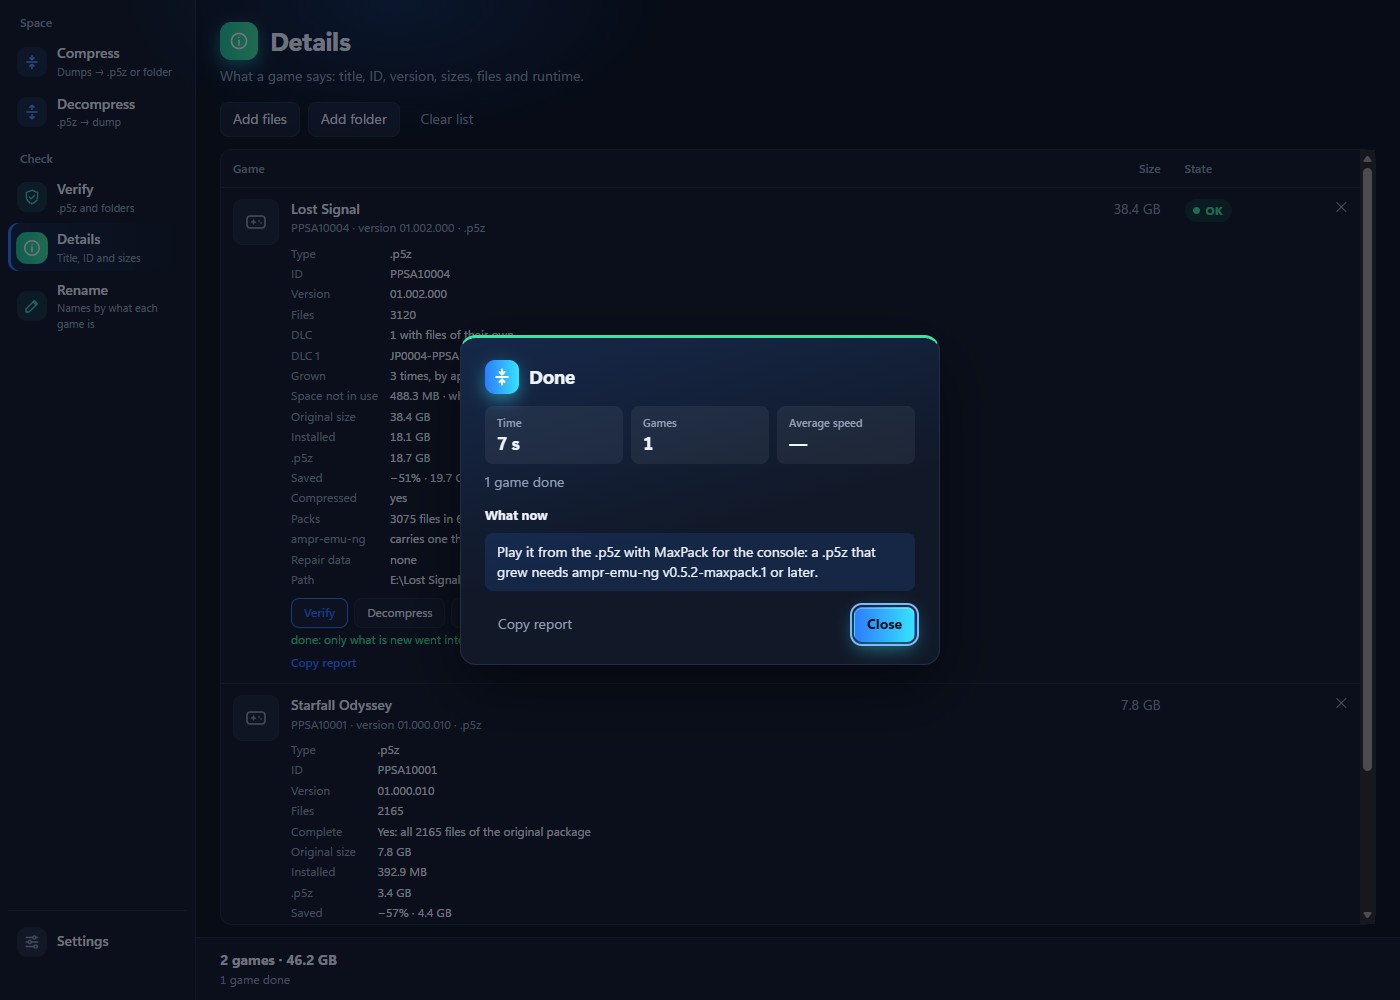 Space
Compress
Dumps → .p5z or folder
Decompress
.p5z → dump
Check
Verify
.p5z and folders
Details
Title, ID and sizes
Rename
Names by what each
game is
Settings
Details
What a game says: title, ID, version, sizes, files and runtime.
Add files Add folder Clear list
Game Size State
Lost Signal 38.4 GB OK
PPSA10004 · version 01.002.000 · .p5z
Type .p5z
ID PPSA10004
Version 01.002.000
Files 3120
DLC 1 with files of their own
DLC 1 JP0004-PPSA
Grown 3 times, by
Space not in use 488.3 MB ·
Original size 38.4 GB
Installed 18.1 GB
.p5z 18.7 GB
Saved −51% · 19.7
Compressed yes
Packs 3075 files in
ampr-emu-ng carries one
Repair data none
Path E:\Lost Signal
Verify Decompress
done: only what is new went
Copy report
Done
Time Games Average speed
7 s 1 —
1 game done
What now
Play it from the .p5z with MaxPack for the console: a .p5z that
grew needs ampr-emu-ng v0.5.2-maxpack.1 or later.
Copy report Close
Starfall Odyssey 7.8 GB
PPSA10001 · version 01.000.010 · .p5z
Type .p5z
ID PPSA10001
Version 01.000.010
Files 2165
Complete Yes: all 2165 files of the original package
Original size 7.8 GB
Installed 392.9 MB
.p5z 3.4 GB
Saved −57% · 4.4 GB
2 games · 46.2 GB
1 game done